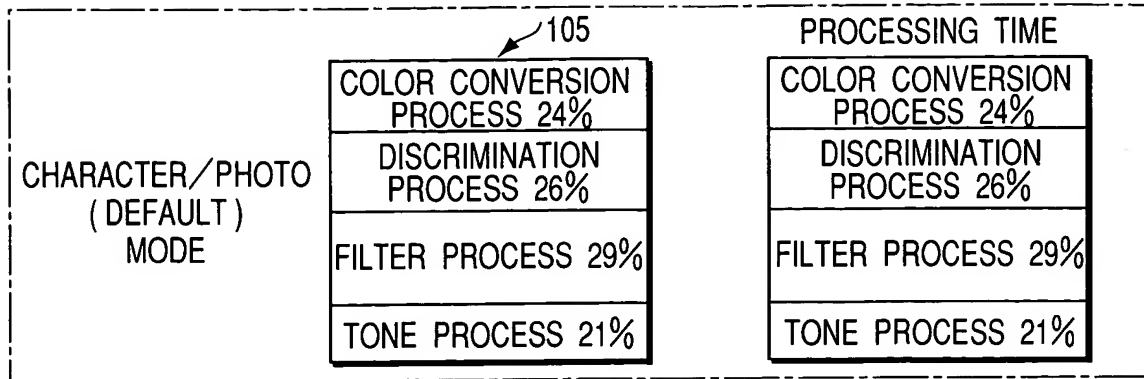 105
PROCESSING TIME
CHARACTER/PHOTO
(DEFAULT)
MODE
COLOR CONVERSION
PROCESS 24%
DISCRIMINATION
PROCESS 26%
FILTER PROCESS 29%
TONE PROCESS 21%
COLOR CONVERSION
PROCESS 24%
DISCRIMINATION
PROCESS 26%
FILTER PROCESS 29%
TONE PROCESS 21%